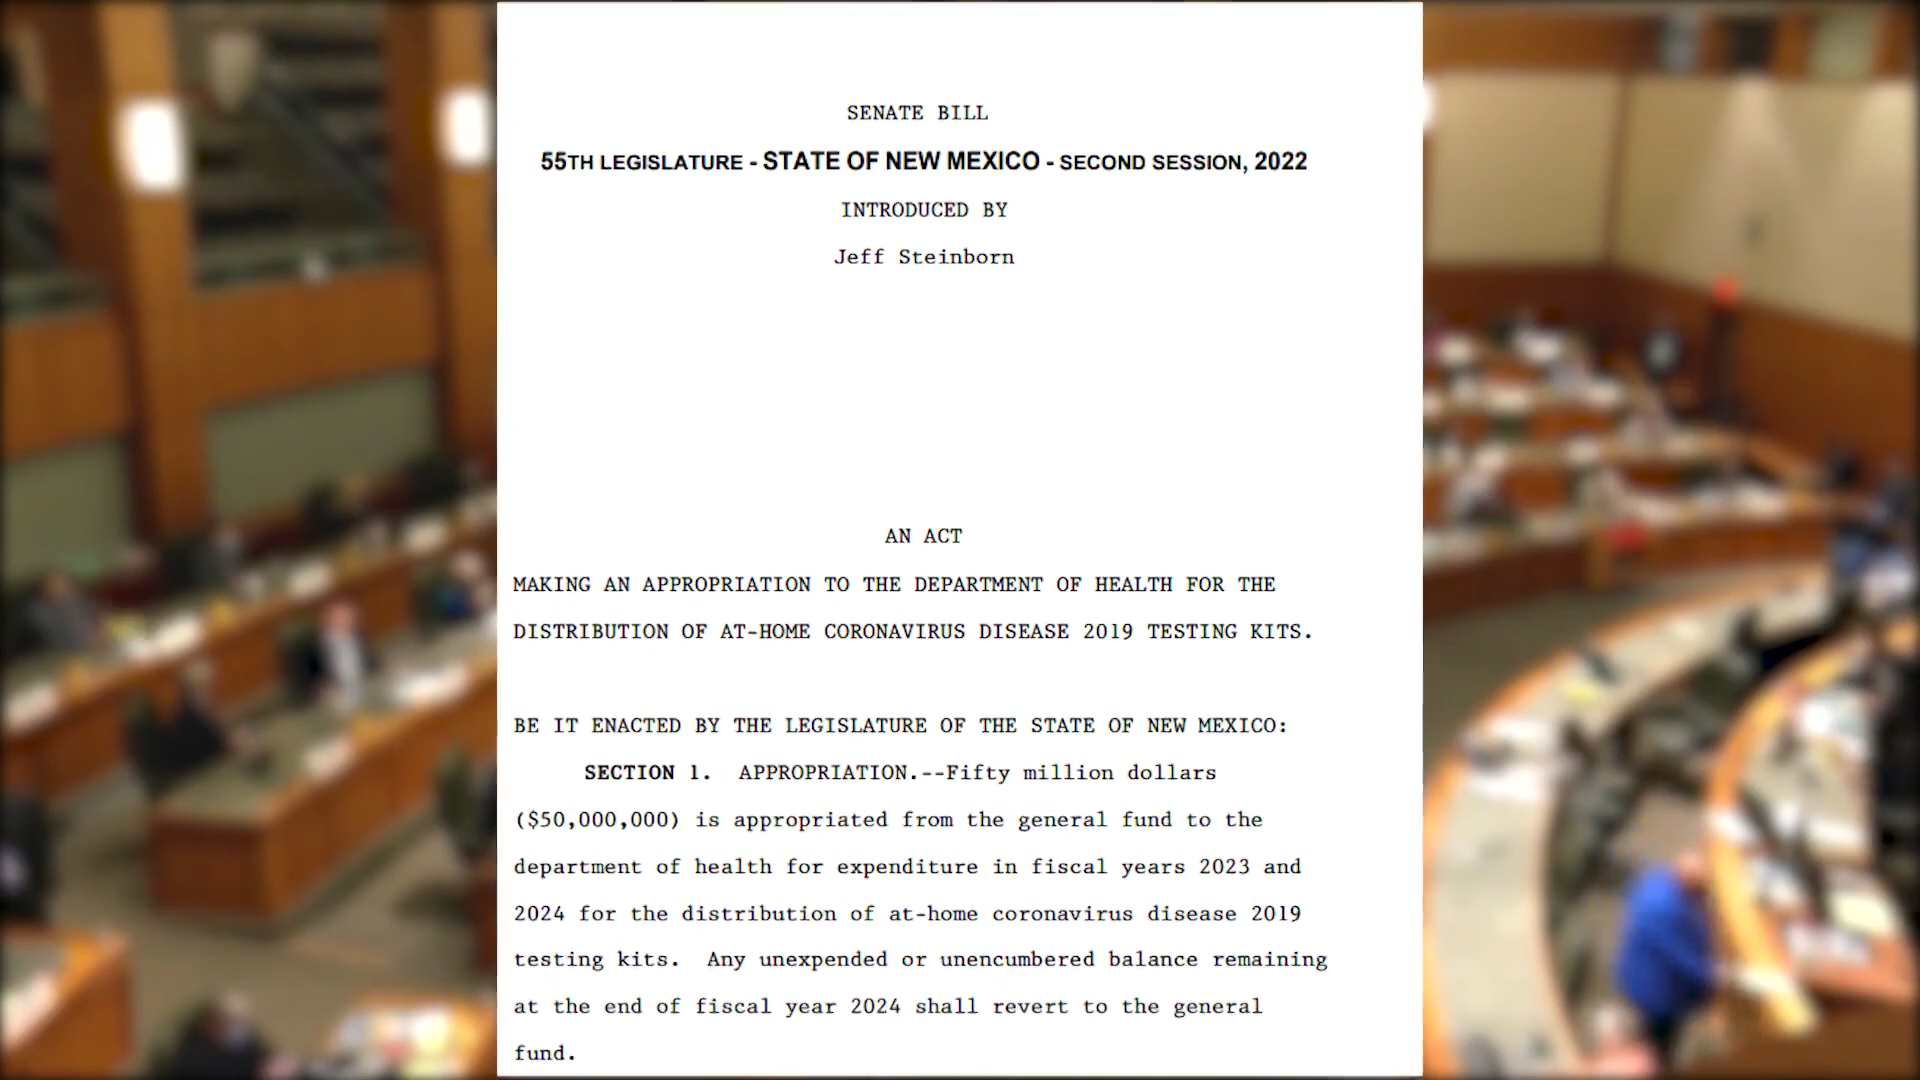 SENATE BILL
55TH LEGISLATURE - STATE OF NEW MEXICO - SECOND SESSION, 2022
INTRODUCED BY
Jeff Steinborn
AN ACT
MAKING AN APPROPRIATION TO THE DEPARTMENT OF HEALTH FOR THE
DISTRIBUTION OF AT-HOME CORONAVIRUS DISEASE 2019 TESTING KITS.
BE IT ENACTED BY THE LEGISLATURE OF THE STATE OF NEW MEXICO:
SECTION 1. APPROPRIATION.--Fifty million dollars
($50,000,000) is appropriated from the general fund to the
department of health for expenditure in fiscal years 2023 and
2024 for the distribution of at-home coronavirus disease 2019
testing kits. Any unexpended or unencumbered balance remaining
at the end of fiscal year 2024 shall revert to the general
fund.